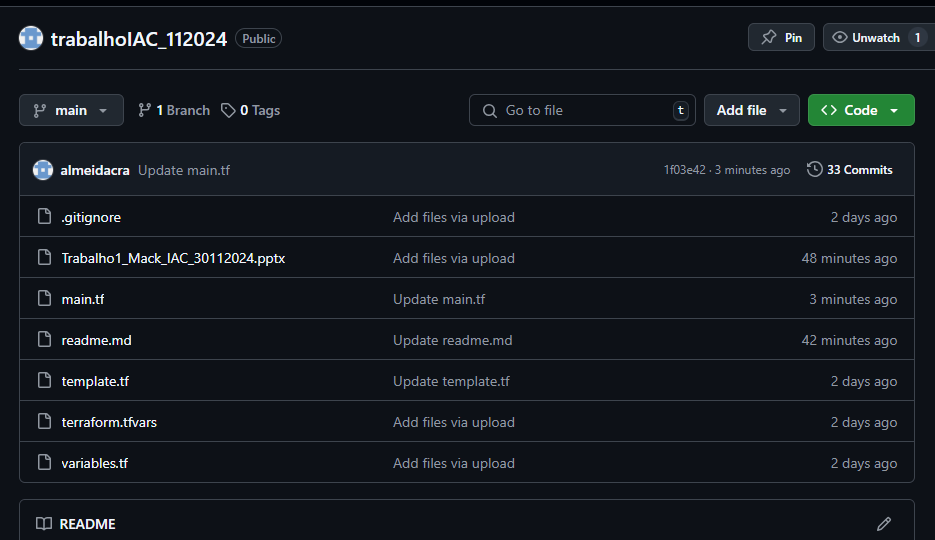 trabalhoIAC_112024 Public Pin Unwatch 1
main 1 Branch 0 Tags Go to file t Add file Code
almeidacra Update main.tf 1f03e42 · 3 minutes ago 33 Commits
.gitignore Add files via upload 2 days ago
Trabalho1_Mack_IAC_30112024.pptx Add files via upload 48 minutes ago
main.tf Update main.tf 3 minutes ago
readme.md Update readme.md 42 minutes ago
template.tf Update template.tf 2 days ago
terraform.tfvars Add files via upload 2 days ago
variables.tf Add files via upload 2 days ago
README